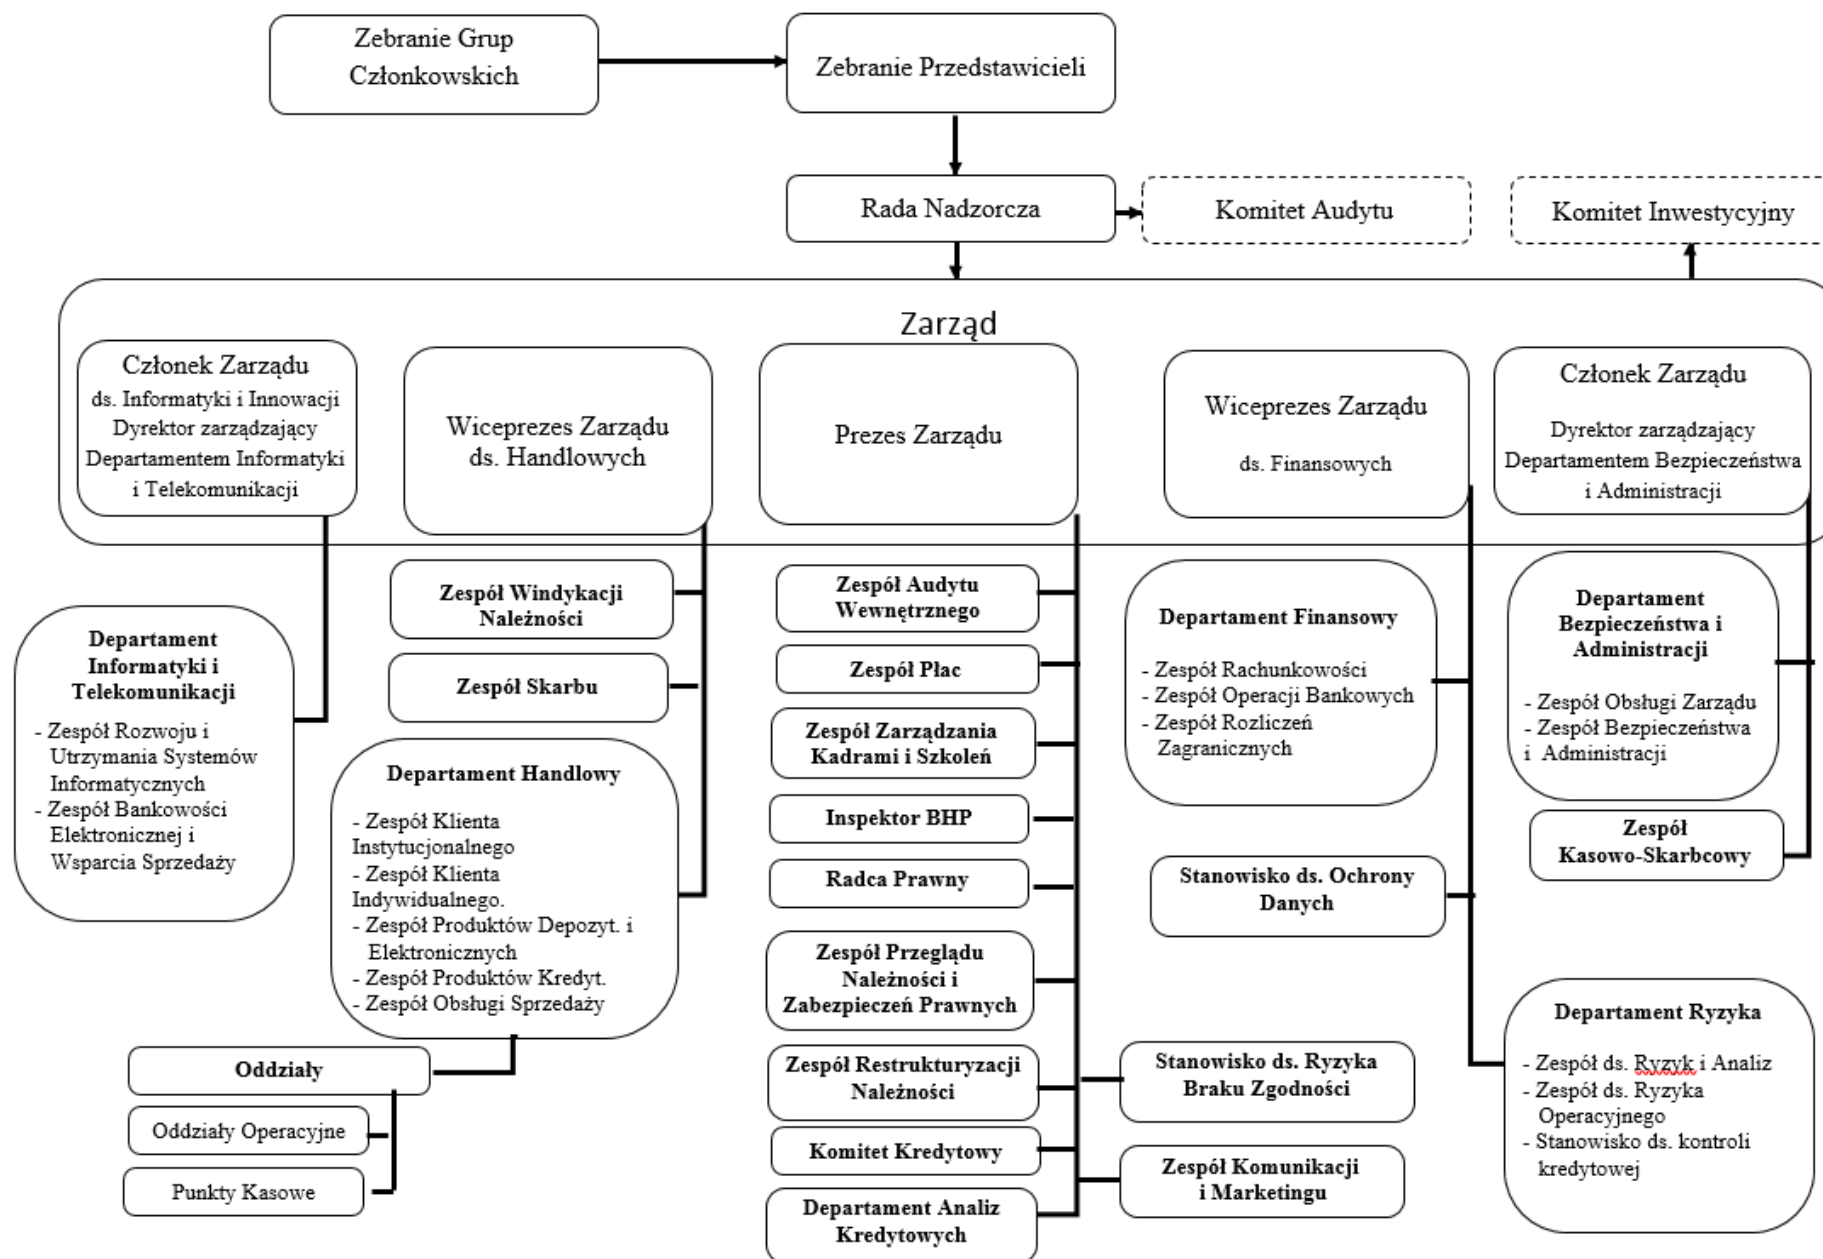 Zebranie Grup
Członkowskich
Zebranie Przedstawicieli
Rada Nadzorcza
Komitet Audytu
Komitet Inwestycyjny
Zarząd
Członek Zarządu
ds. Informatyki i Innowacji
Dyrektor zarządzający
Departamentem Informatyki
i Telekomunikacji
Wiceprezes Zarządu
ds. Handlowych
Prezes Zarządu
Wiceprezes Zarządu
ds. Finansowych
Członek Zarządu
Dyrektor zarządzający
Departamentem Bezpieczeństwa
i Administracji
Departament
Informatyki i
Telekomunikacji
- Zespół Rozwoju i
Utrzymania Systemów
Informatycznych
- Zespół Bankowości
Elektronicznej i
Wsparcia Sprzedaży
Zespół Windykacji
Należności
Zespół Skarbu
Departament Handlowy
- Zespół Klienta
Instytucjonalnego
- Zespół Klienta
Indywidualnego.
- Zespół Produktów Depozyt. i
Elektronicznych
- Zespół Produktów Kredyt.
- Zespół Obsługi Sprzedaży
Oddziały
Oddziały Operacyjne
Punkty Kasowe
Zespół Audytu
Wewnętrznego
Zespół Płac
Zespół Zarządzania
Kadrami i Szkoleń
Inspektor BHP
Radca Prawny
Zespół Przeglądu
Należności i
Zabezpieczeń Prawnych
Zespół Restrukturyzacji
Należności
Komitet Kredytowy
Departament Analiz
Kredytowych
Stanowisko ds. Ryzyka
Braku Zgodności
Zespół Komunikacji
i Marketingu
Departament Finansowy
- Zespół Rachunkowości
- Zespół Operacji Bankowych
- Zespół Rozliczeń
Zagranicznych
Stanowisko ds. Ochrony
Danych
Departament
Bezpieczeństwa i
Administracji
- Zespół Obsługi Zarządu
- Zespół Bezpieczeństwa
i Administracji
Zespół
Kasowo-Skarbcowy
Departament Ryzyka
- Zespół ds. Ryzyk i Analiz
- Zespół ds. Ryzyka
Operacyjnego
- Stanowisko ds. kontroli
kredytowej